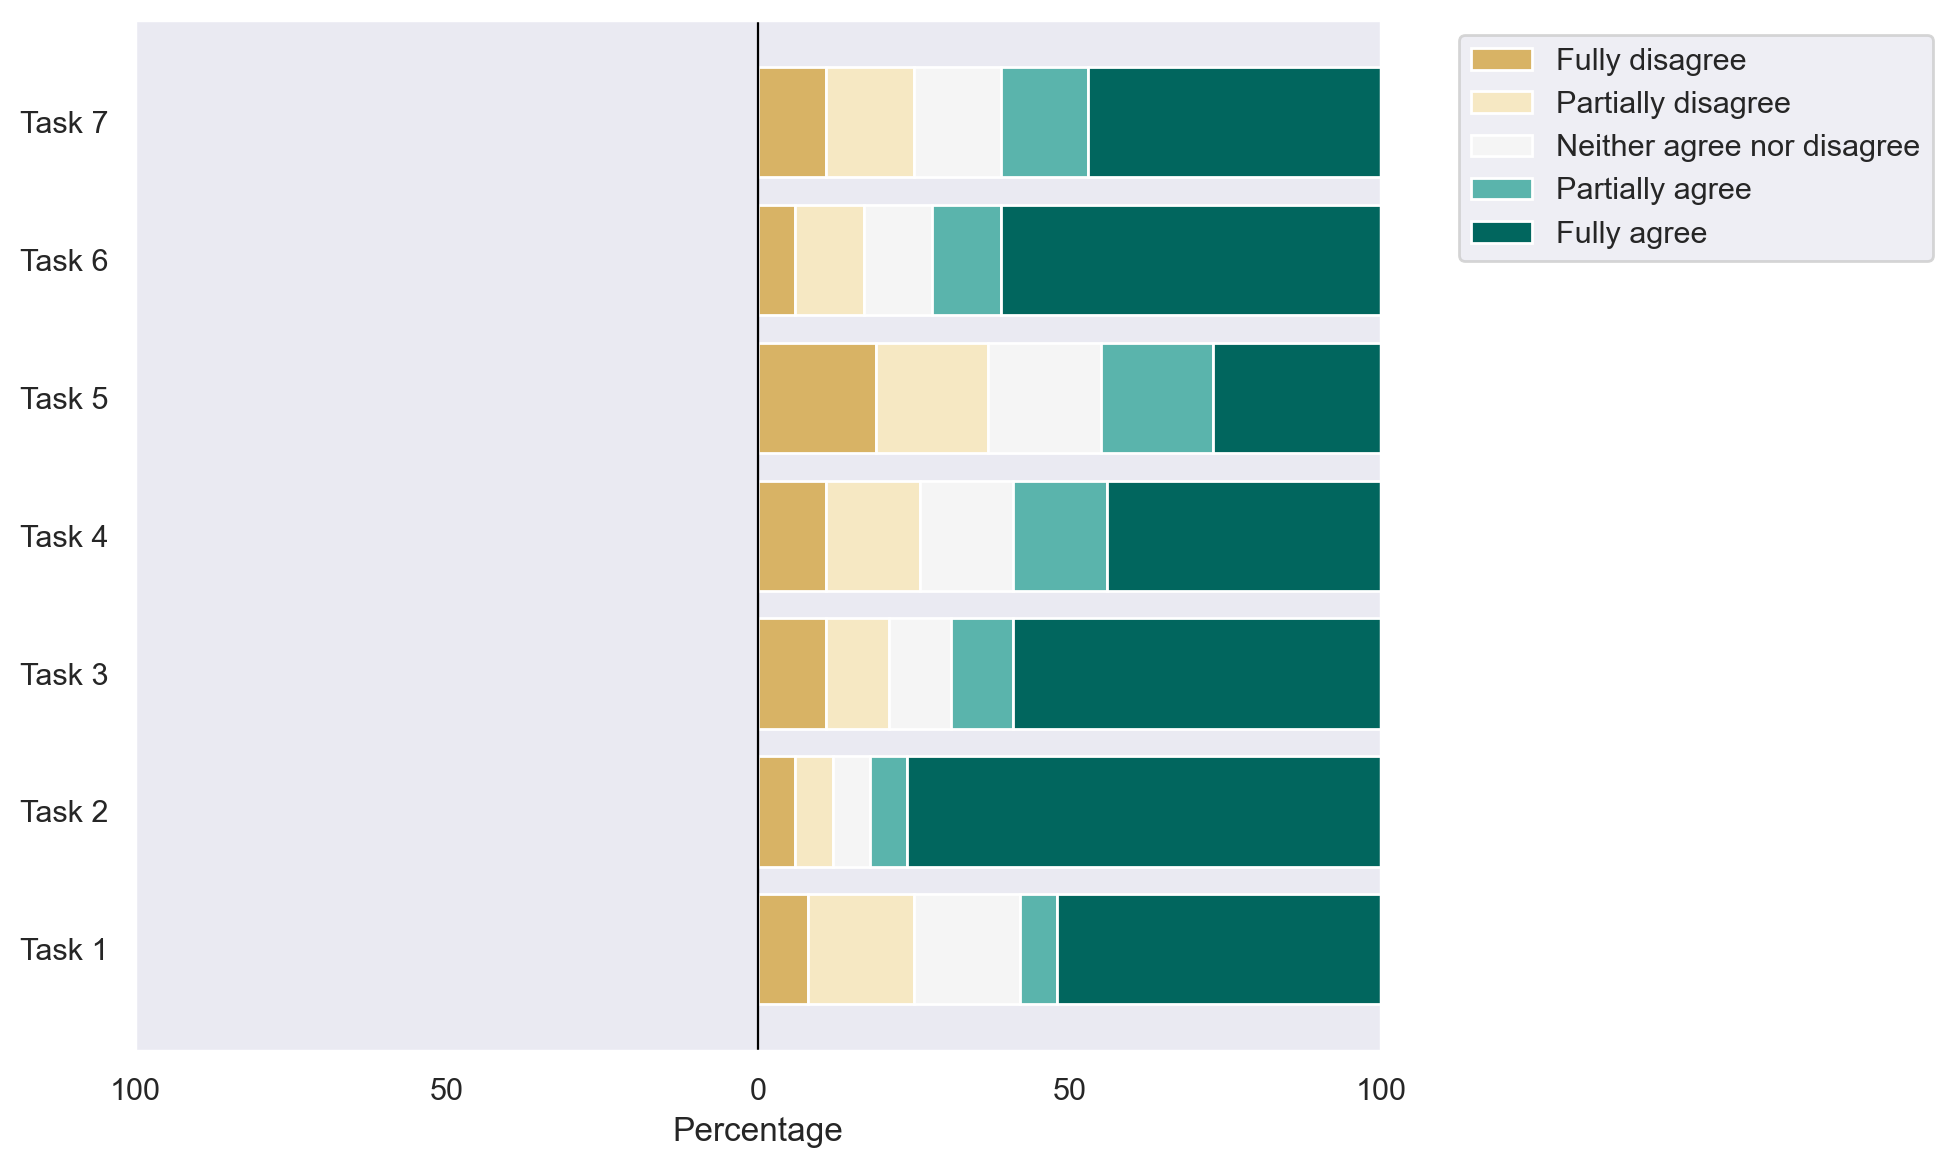 Task 7
Task 6
Task 5
Task 4
Task 3
Task 2
Task 1
100 50 0 50 100
Percentage
Fully disagree
Partially disagree
Neither agree nor disagree
Partially agree
Fully agree